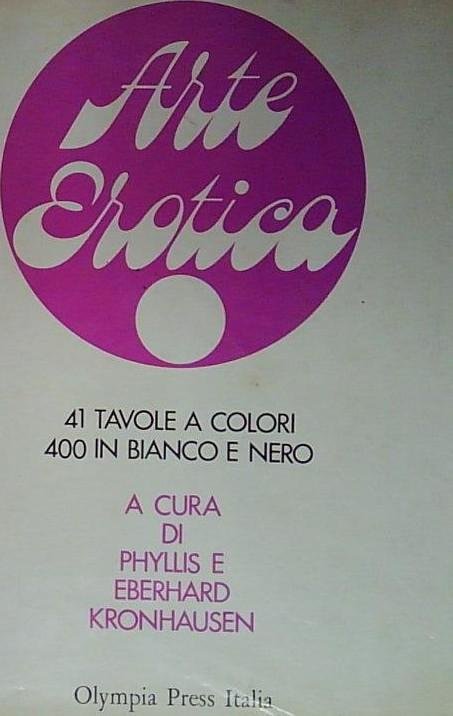 Arte
Erotica
41 TAVOLE A COLORI
400 IN BIANCO E NERO
A CURA
DI
PHYLLIS E
EBERHARD
KRONHAUSEN
Olympia Press Italia